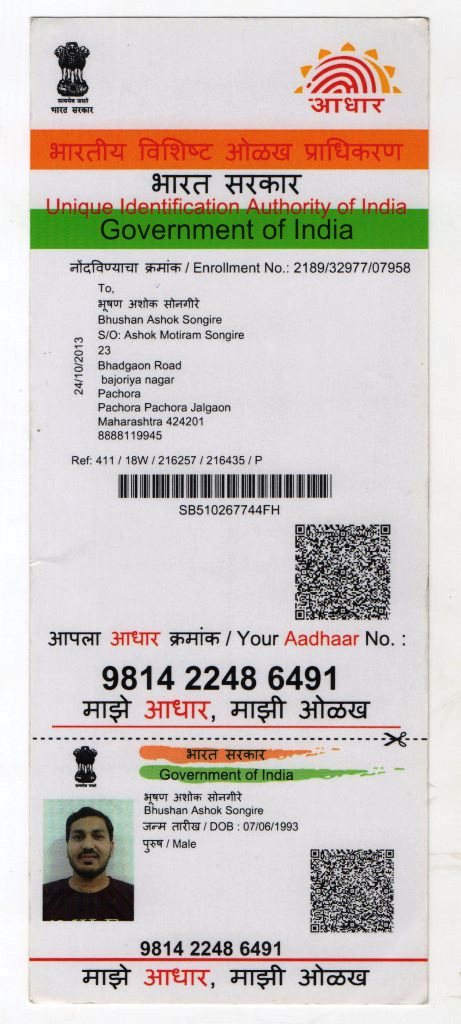 सत्यमेव जयते
भारत सरकार
आधार
भारतीय विशिष्ट ओळख प्राधिकरण
भारत सरकार
Unique Identification Authority of India
Government of India
नोंदविण्याचा क्रमांक / Enrollment No.: 2189/32977/07958
24/10/2013
To,
भूषण अशोक सोनगीरे
Bhushan Ashok Songire
S/O: Ashok Motiram Songire
23
Bhadgaon Road
bajoriya nagar
Pachora
Pachora Pachora Jalgaon
Maharashtra 424201
8888119945
Ref: 411 / 18W / 216257 / 216435 / P
SB510267744FH
आपला आधार क्रमांक / Your Aadhaar No. :
9814 2248 6491
माझे आधार, माझी ओळख
भारत सरकार
Government of India
भूषण अशोक सोनगीरे
Bhushan Ashok Songire
जन्म तारीख / DOB : 07/06/1993
पुरुष / Male
9814 2248 6491
माझे आधार, माझी ओळख